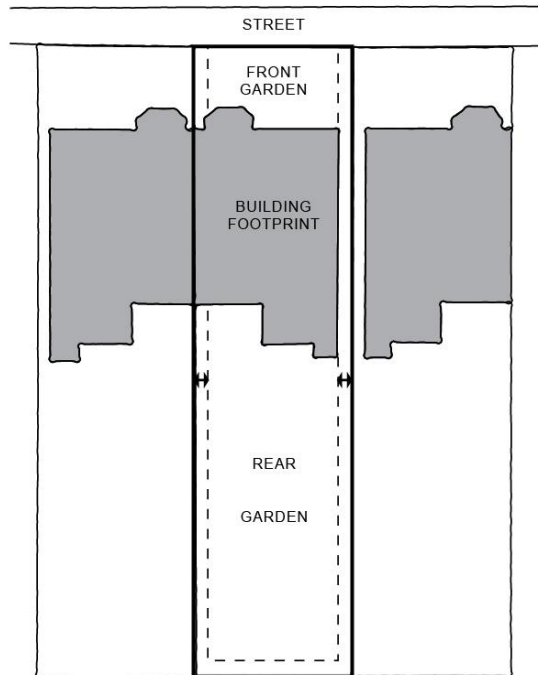 STREET
FRONT
GARDEN
BUILDING
FOOTPRINT
REAR
GARDEN